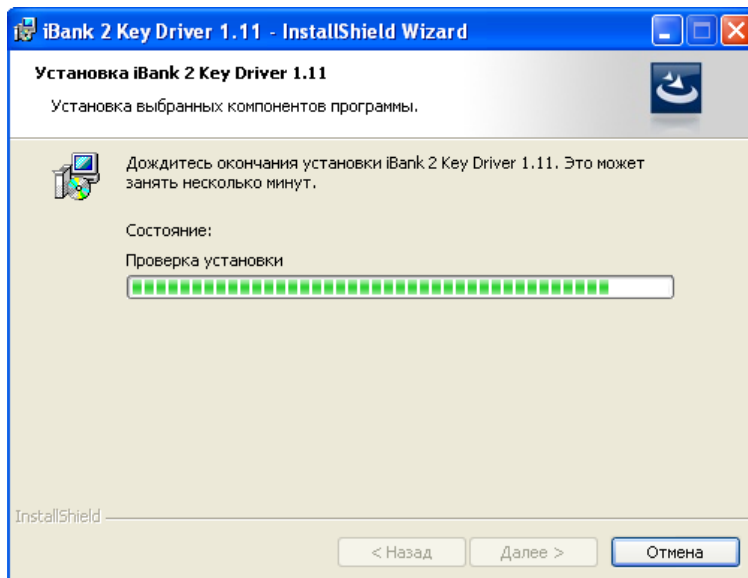 iBank 2 Key Driver 1.11 - InstallShield Wizard
Установка iBank 2 Key Driver 1.11
Установка выбранных компонентов программы.
Дождитесь окончания установки iBank 2 Key Driver 1.11. Это может
занять несколько минут.
Состояние:
Проверка установки
InstallShield
< Назад
Далее >
Отмена